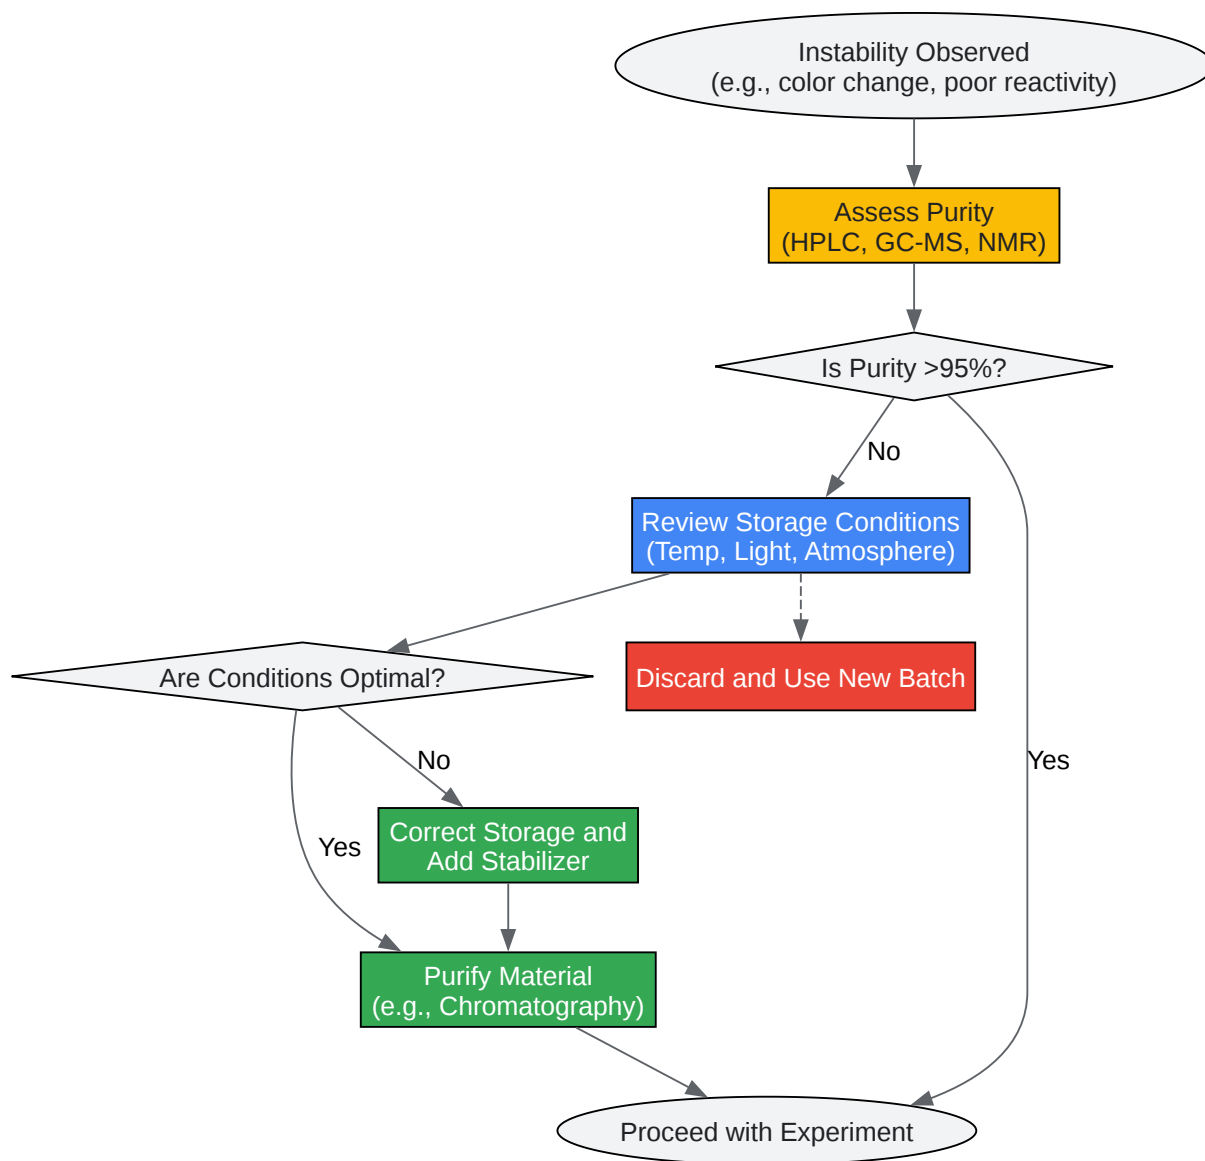 Instability Observed
(e.g., color change, poor reactivity)
Assess Purity
(HPLC, GC-MS, NMR)
Is Purity >95%?
No
Review Storage Conditions
(Temp, Light, Atmosphere)
Are Conditions Optimal?
Discard and Use New Batch
No
Yes
Correct Storage and
Add Stabilizer
Yes
Purify Material
(e.g., Chromatography)
Proceed with Experiment